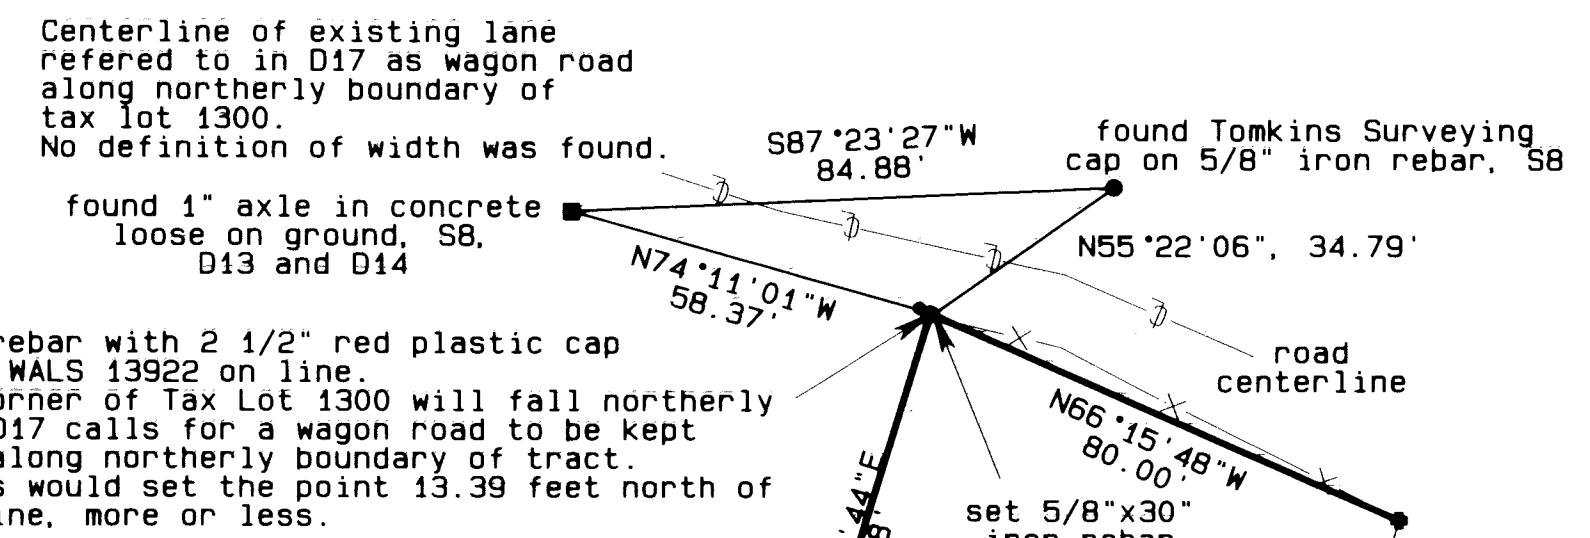 Centerline of existing lane
refered to in D17 as wagon road
along northerly boundary of
tax lot 1300.
No definition of width was found.
S87°23'27"W
84.88'
found Tomkins Surveying
cap on 5/8" iron rebar, S8
found 1" axle in concrete
loose on ground, S8,
D13 and D14
N74°11'01"W
58.37'
N55°22'06", 34.79'
rebar with 2 1/2" red plastic cap
WALS 13922 on line.
orner of Tax Lot 1300 will fall northerly
D17 calls for a wagon road to be kept
along northerly boundary of tract.
s would set the point 13.39 feet north of
ine, more or less.
road
centerline
N66°15'48"W
80.00'
'44"E
8'
set 5/8"x30"
iron rebar